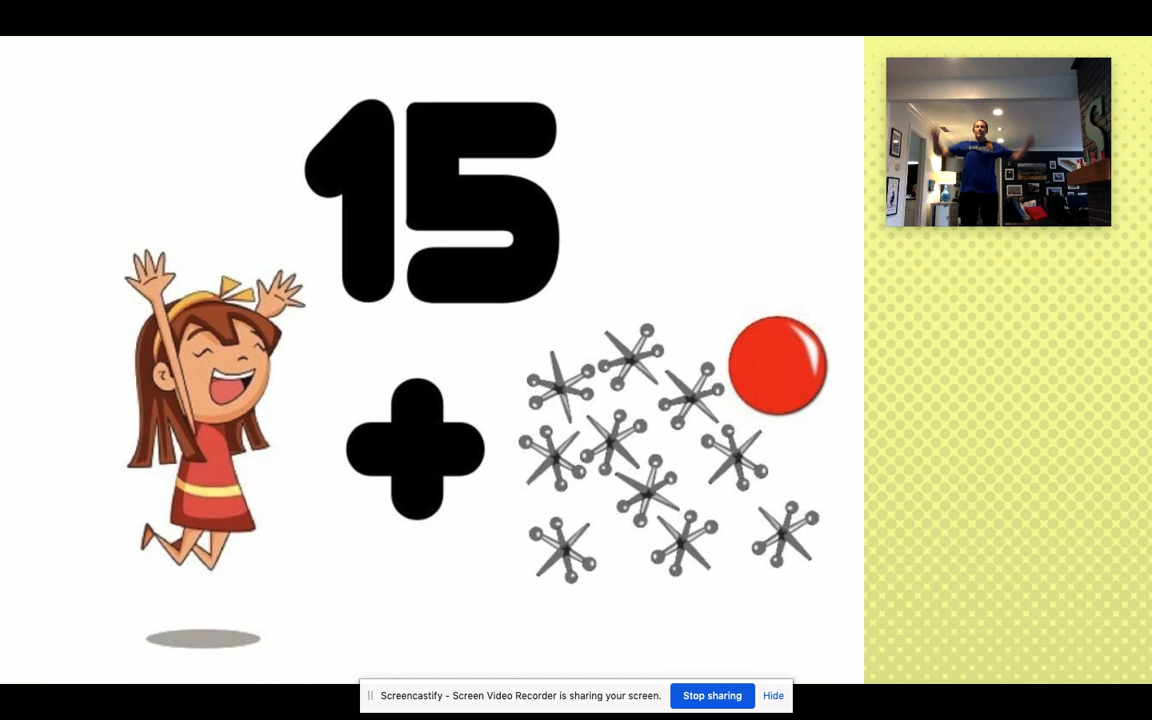 15
+
Screencastify - Screen Video Recorder is sharing your screen.
Stop sharing
Hide